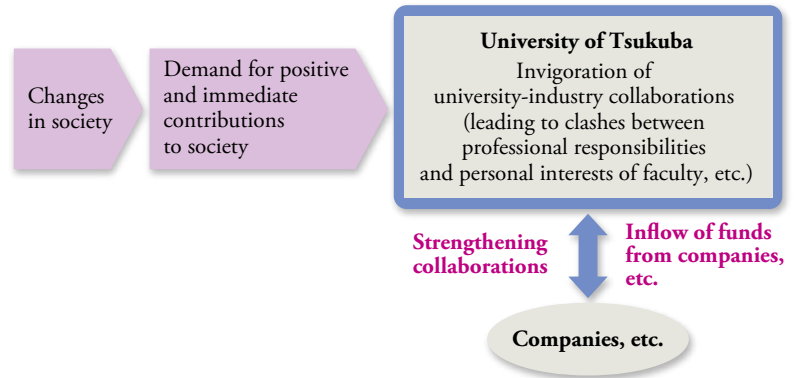 Changes
in society
Demand for positive
and immediate
contributions
to society
University of Tsukuba
Invigoration of
university-industry collaborations
(leading to clashes between
professional responsibilities
and personal interests of faculty, etc.)
Strengthening
collaborations
Inflow of funds
from companies,
etc.
Companies, etc.